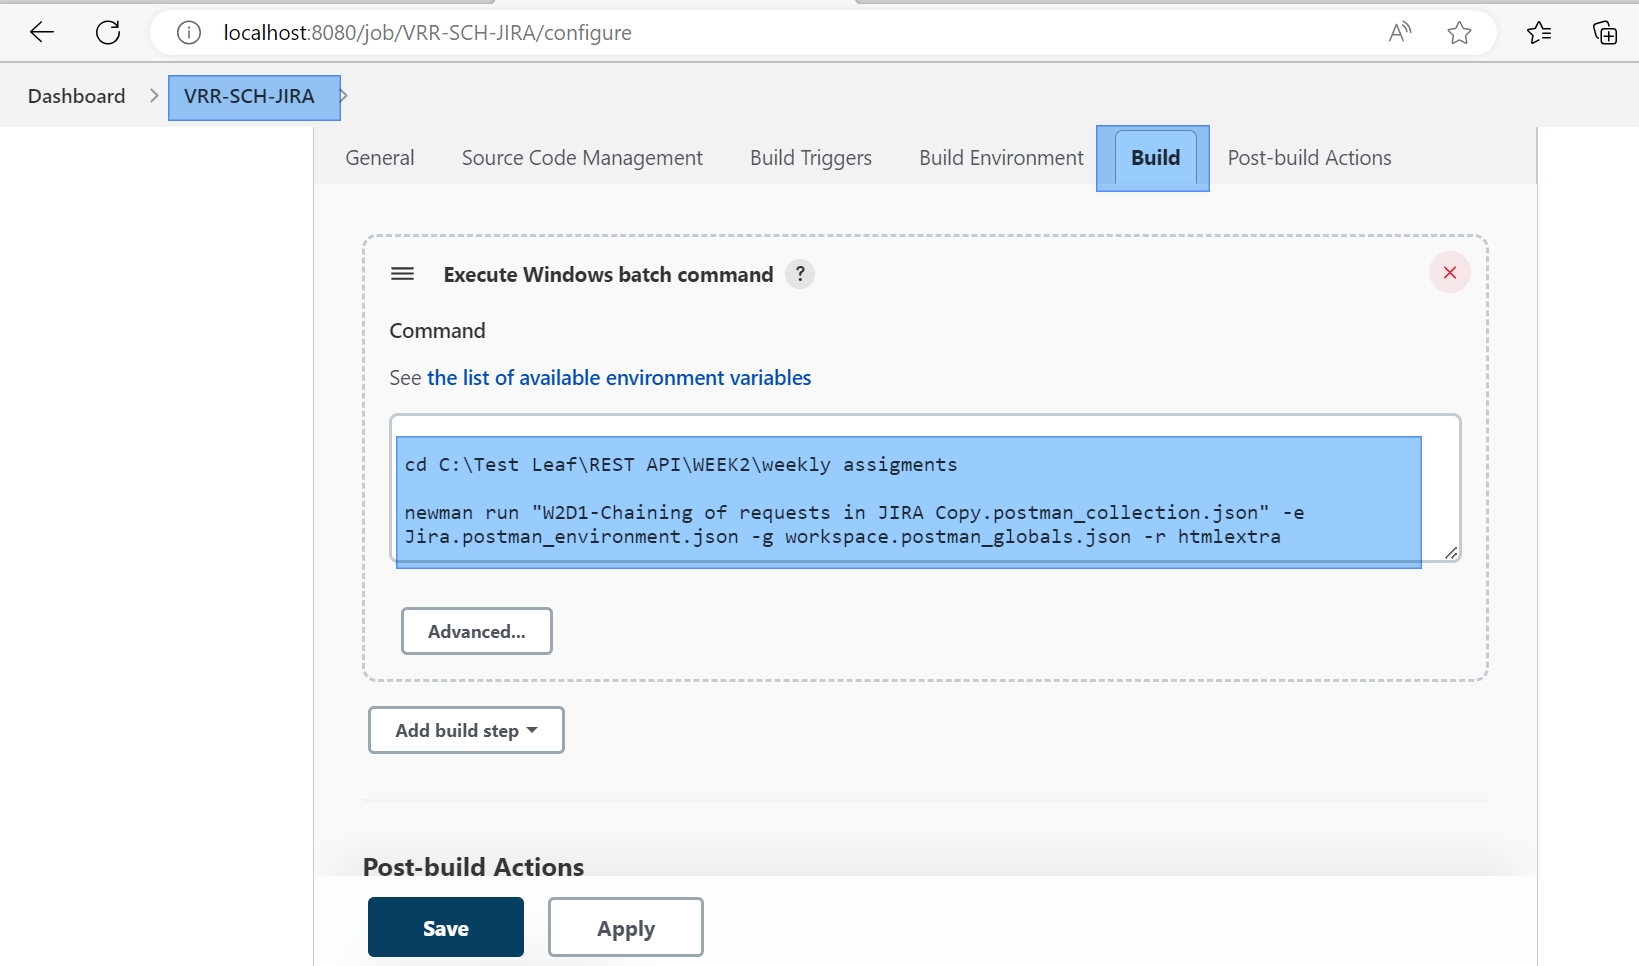 localhost:8080/job/VRR-SCH-JIRA/configure
Dashboard VRR-SCH-JIRA
General Source Code Management Build Triggers Build Environment Build Post-build Actions
Execute Windows batch command ?
Command
See the list of available environment variables
cd C:\Test Leaf\REST API\WEEK2\weekly assigments
newman run "W2D1-Chaining of requests in JIRA Copy.postman_collection.json" -e
Jira.postman_environment.json -g workspace.postman_globals.json -r htmlextra
Advanced...
Add build step
Post-build Actions
Save Apply